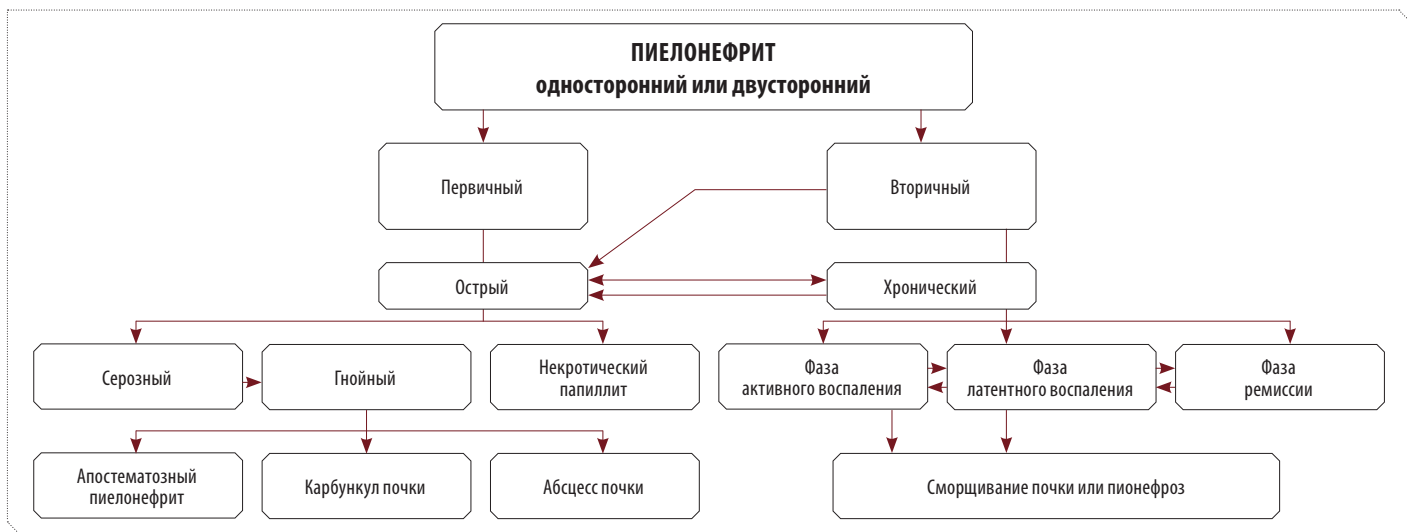 ПИЕЛОНЕФРИТ
односторонний или двусторонний
Первичный
Вторичный
Острый
Хронический
Серозный
Гнойный
Некротический
папиллит
Фаза
активного воспаления
Фаза
латентного воспаления
Фаза
ремиссии
Апостематозный
пиелонефрит
Карбункул почки
Абсцесс почки
Сморщивание почки или пионефроз